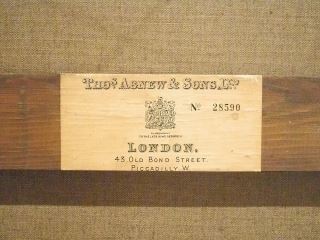 Thos. Agnew & Sons, Ltd.
No 28590
London.
43 Old Bond Street.
Piccadilly W.